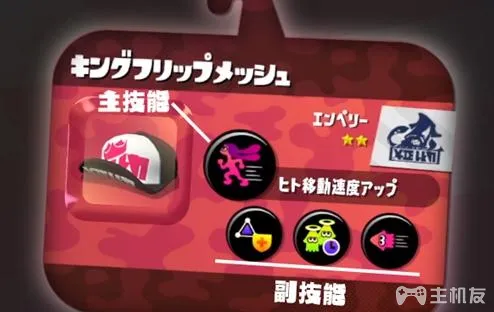 キングフリップメッシュ
主技能
エンペリー
★★
ヒト移動速度アップ
3
副技能
主机友